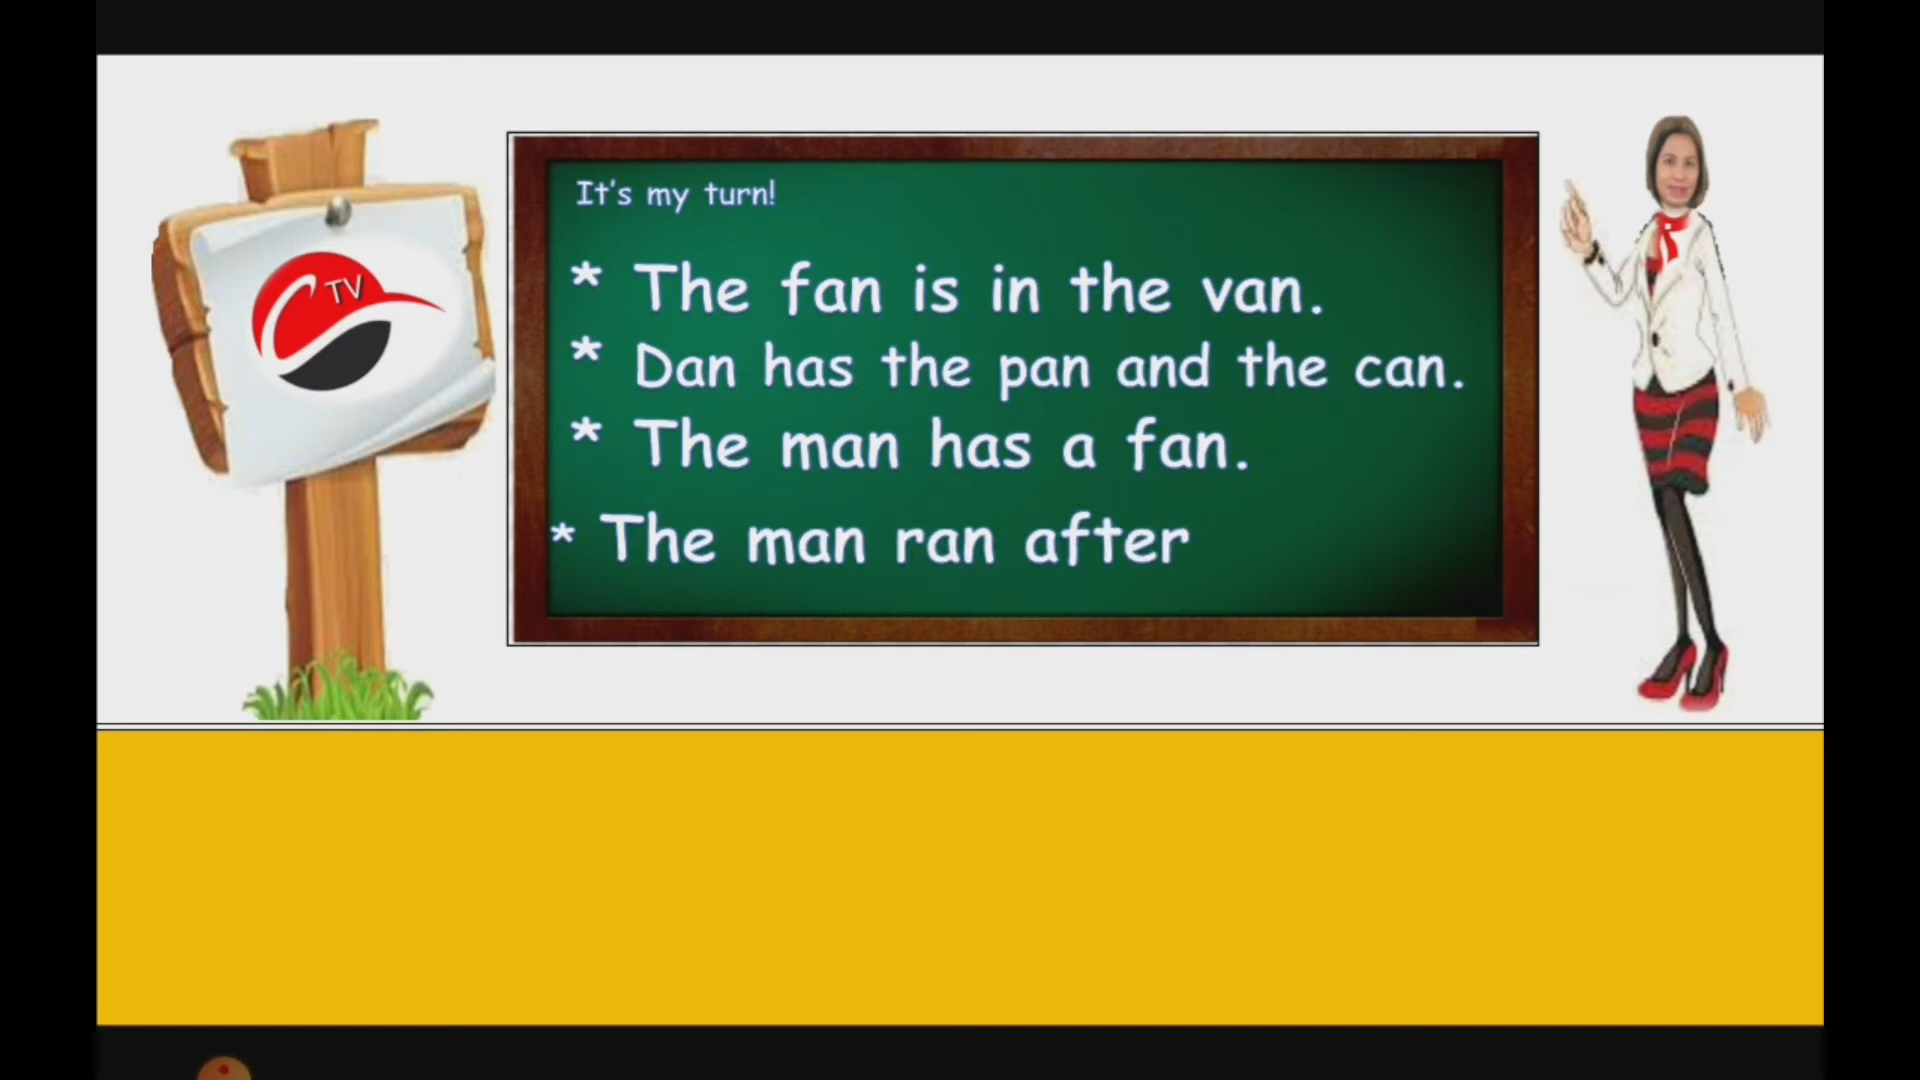 TV
It's my turn!
* The fan is in the van.
* Dan has the pan and the can.
* The man has a fan.
* The man ran after